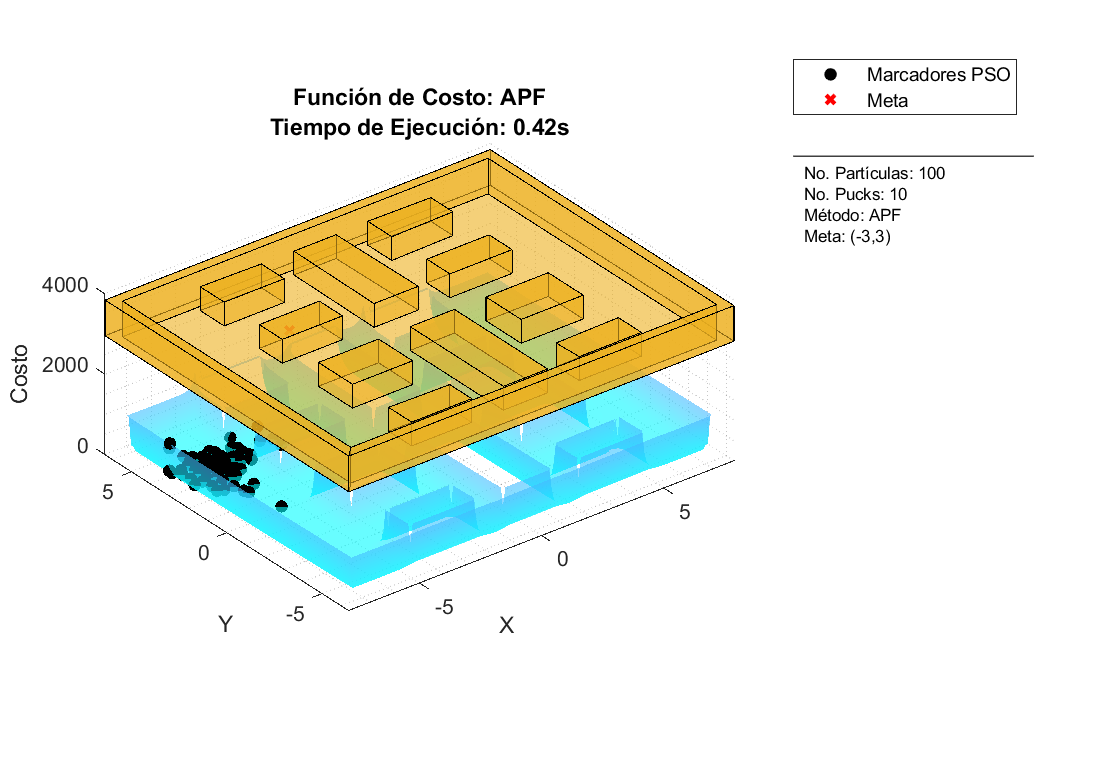 Función de Costo: APF
Tiempo de Ejecución: 0.42s
Marcadores PSO
Meta
No. Partículas: 100
No. Pucks: 10
Método: APF
Meta: (-3,3)
4000
2000
0
Costo
5
0
-5
Y
-5
0
5
X